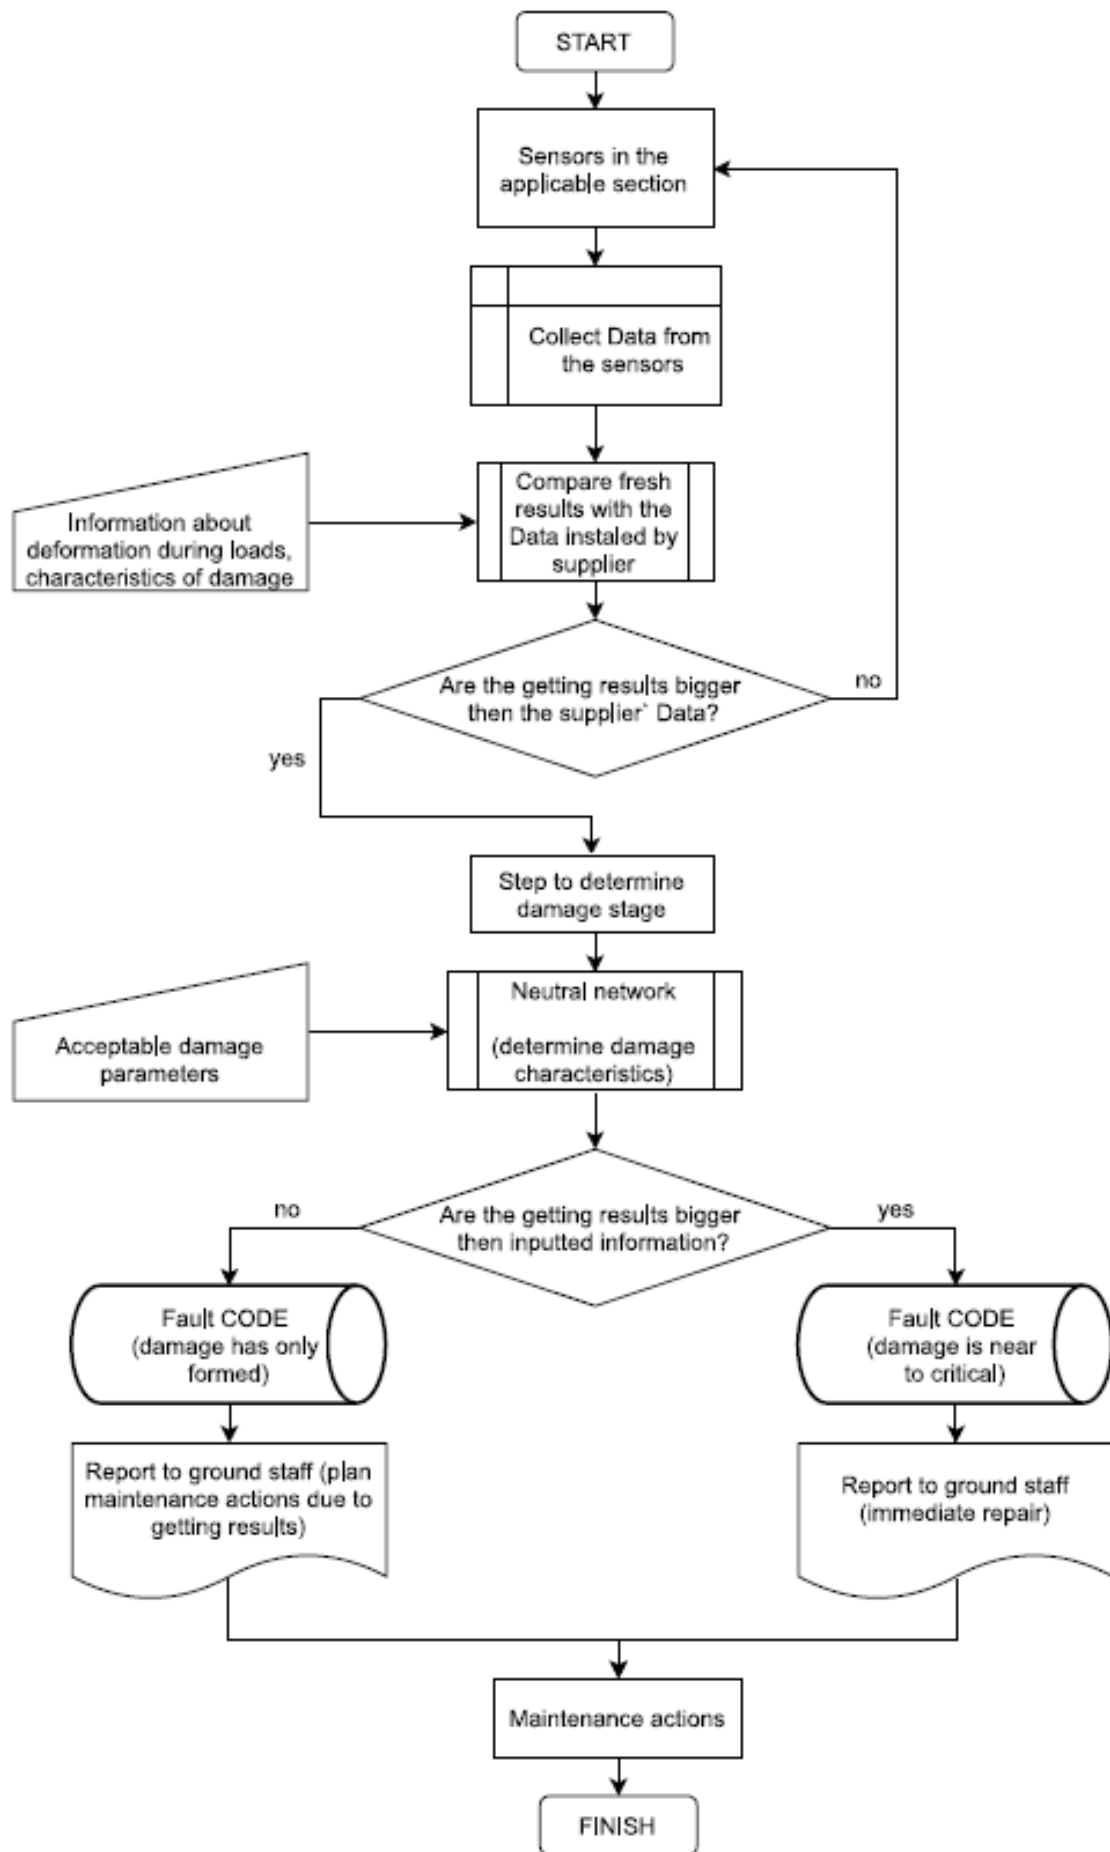 START
Sensors in the
applicable section
Collect Data from
the sensors
Compare fresh
results with the
Data instaled by
supplier
Information about
deformation during loads,
characteristics of damage
Are the getting results bigger
then the supplier` Data?
no
yes
Step to determine
damage stage
Neutral network
(determine damage
characteristics)
Acceptable damage
parameters
Are the getting results bigger
then inputted information?
no
yes
Fault CODE
(damage has only
formed)
Fault CODE
(damage is near
to critical)
Report to ground staff (plan
maintenance actions due to
getting results)
Report to ground staff
(immediate repair)
Maintenance actions
FINISH